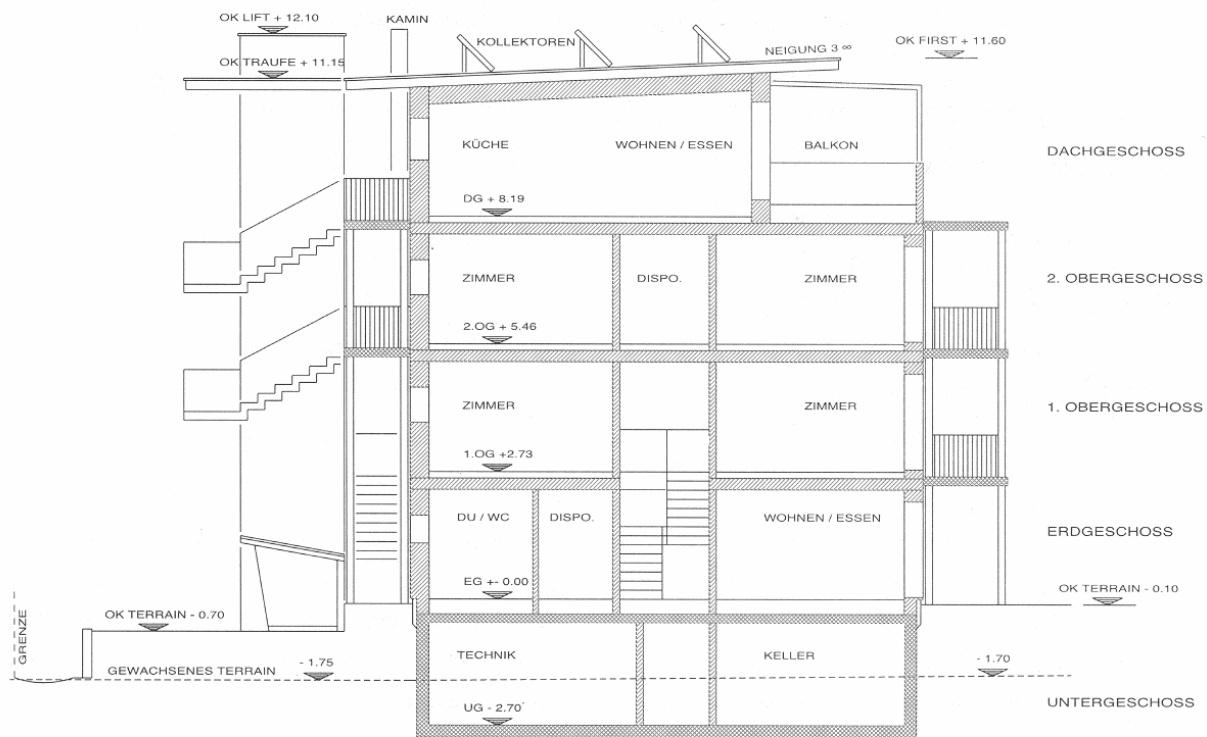 OK LIFT + 12.10
KAMIN
KOLLEKTOREN
NEIGUNG 3 ∞
OK FIRST + 11.60
OK TRAUFE + 11.15
KÜCHE
WOHNEN / ESSEN
BALKON
DACHGESCHOSS
DG + 8.19
ZIMMER
DISPO.
ZIMMER
2. OBERGESCHOSS
2.OG + 5.46
ZIMMER
ZIMMER
1. OBERGESCHOSS
1.OG +2.73
DU / WC
DISPO.
WOHNEN / ESSEN
ERDGESCHOSS
EG +- 0.00
OK TERRAIN - 0.10
OK TERRAIN - 0.70
GRENZE
TECHNIK
KELLER
GEWACHSENES TERRAIN
- 1.75
- 1.70
UG - 2.70
UNTERGESCHOSS